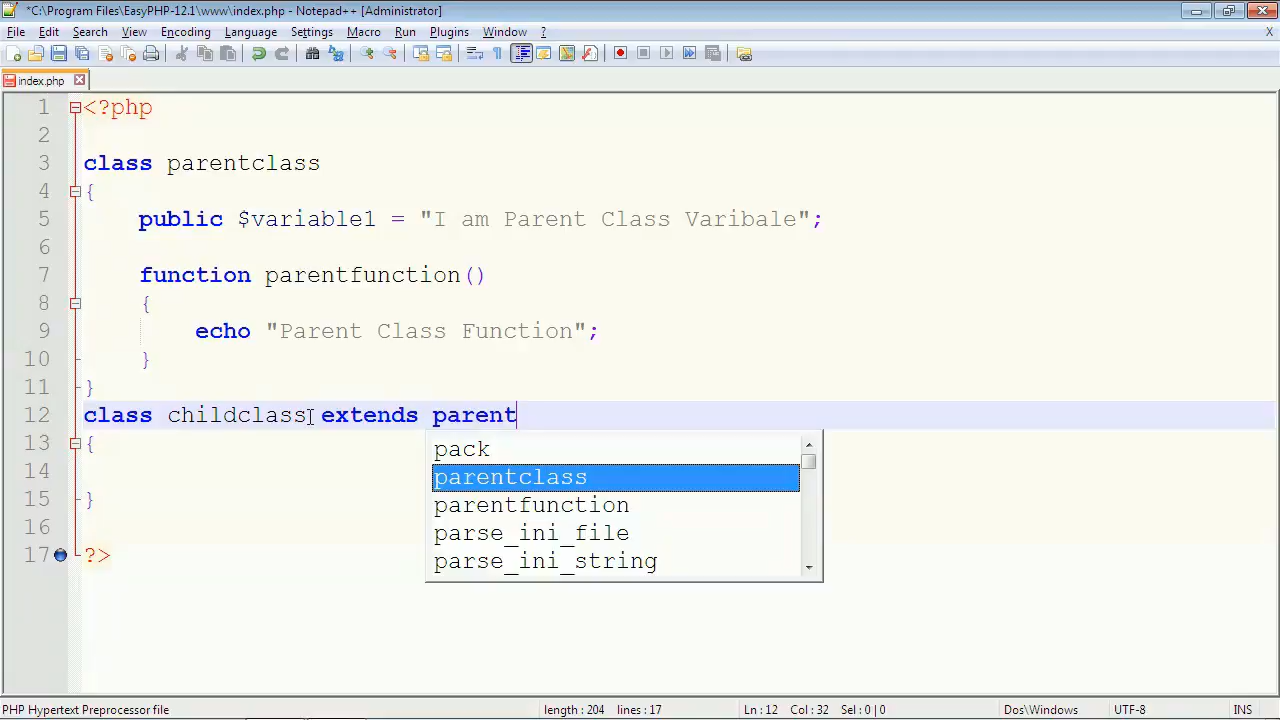 *C:\Program Files\EasyPHP-12.1\www\index.php - Notepad++ [Administrator]
File Edit Search View Encoding Language Settings Macro Run Plugins Window ? X
index.php
1 <?php
2
3 class parentclass
4 {
5 public $variable1 = "I am Parent Class Varibale";
6
7 function parentfunction()
8 {
9 echo "Parent Class Function";
10 }
11 }
12 class childclass extends parent
13 {
pack
14
parentclass
15 }
parentfunction
16
parse_ini_file
17 ?>
parse_ini_string
PHP Hypertext Preprocessor file length : 204 lines : 17 Ln : 12 Col : 32 Sel : 0 | 0 Dos\Windows UTF-8 INS